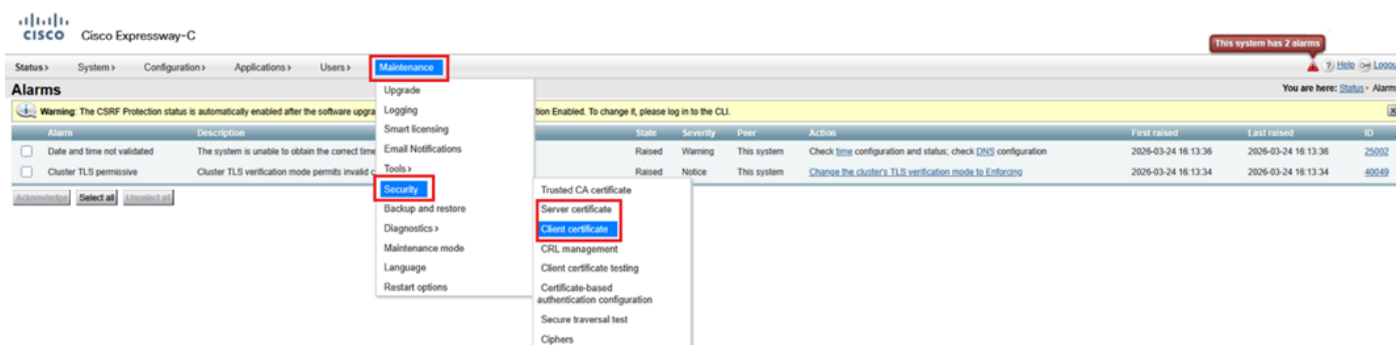 CISCO Cisco Expressway-C
This system has 2 alarms
Status > System > Configuration > Applications > Users > Maintenance Help Logou
Alarms You are here: Status Alarm
Warning: The CSRF Protection status is automatically enabled after the software upgra tion Enabled. To change it, please log in to the CLI.
Alarm Description State Severity Peer Action First raised Last raised ID
Date and time not validated The system is unable to obtain the correct time Raised Warning This system Check time configuration and status; check DNS configuration 2026-03-24 16:13:36 2026-03-24 16:13:36 25002
Cluster TLS permissive Cluster TLS verification mode permits invalid c Raised Notice This system Change the cluster's TLS verification mode to Enforcing 2026-03-24 16:13:34 2026-03-24 16:13:34 40049
Acknowledge Select all Unselect all
Upgrade
Logging
Smart licensing
Email Notifications
Tools >
Security
Backup and restore
Diagnostics >
Maintenance mode
Language
Restart options
Trusted CA certificate
Server certificate
Client certificate
CRL management
Client certificate testing
Certificate-based
authentication configuration
Secure traversal test
Ciphers